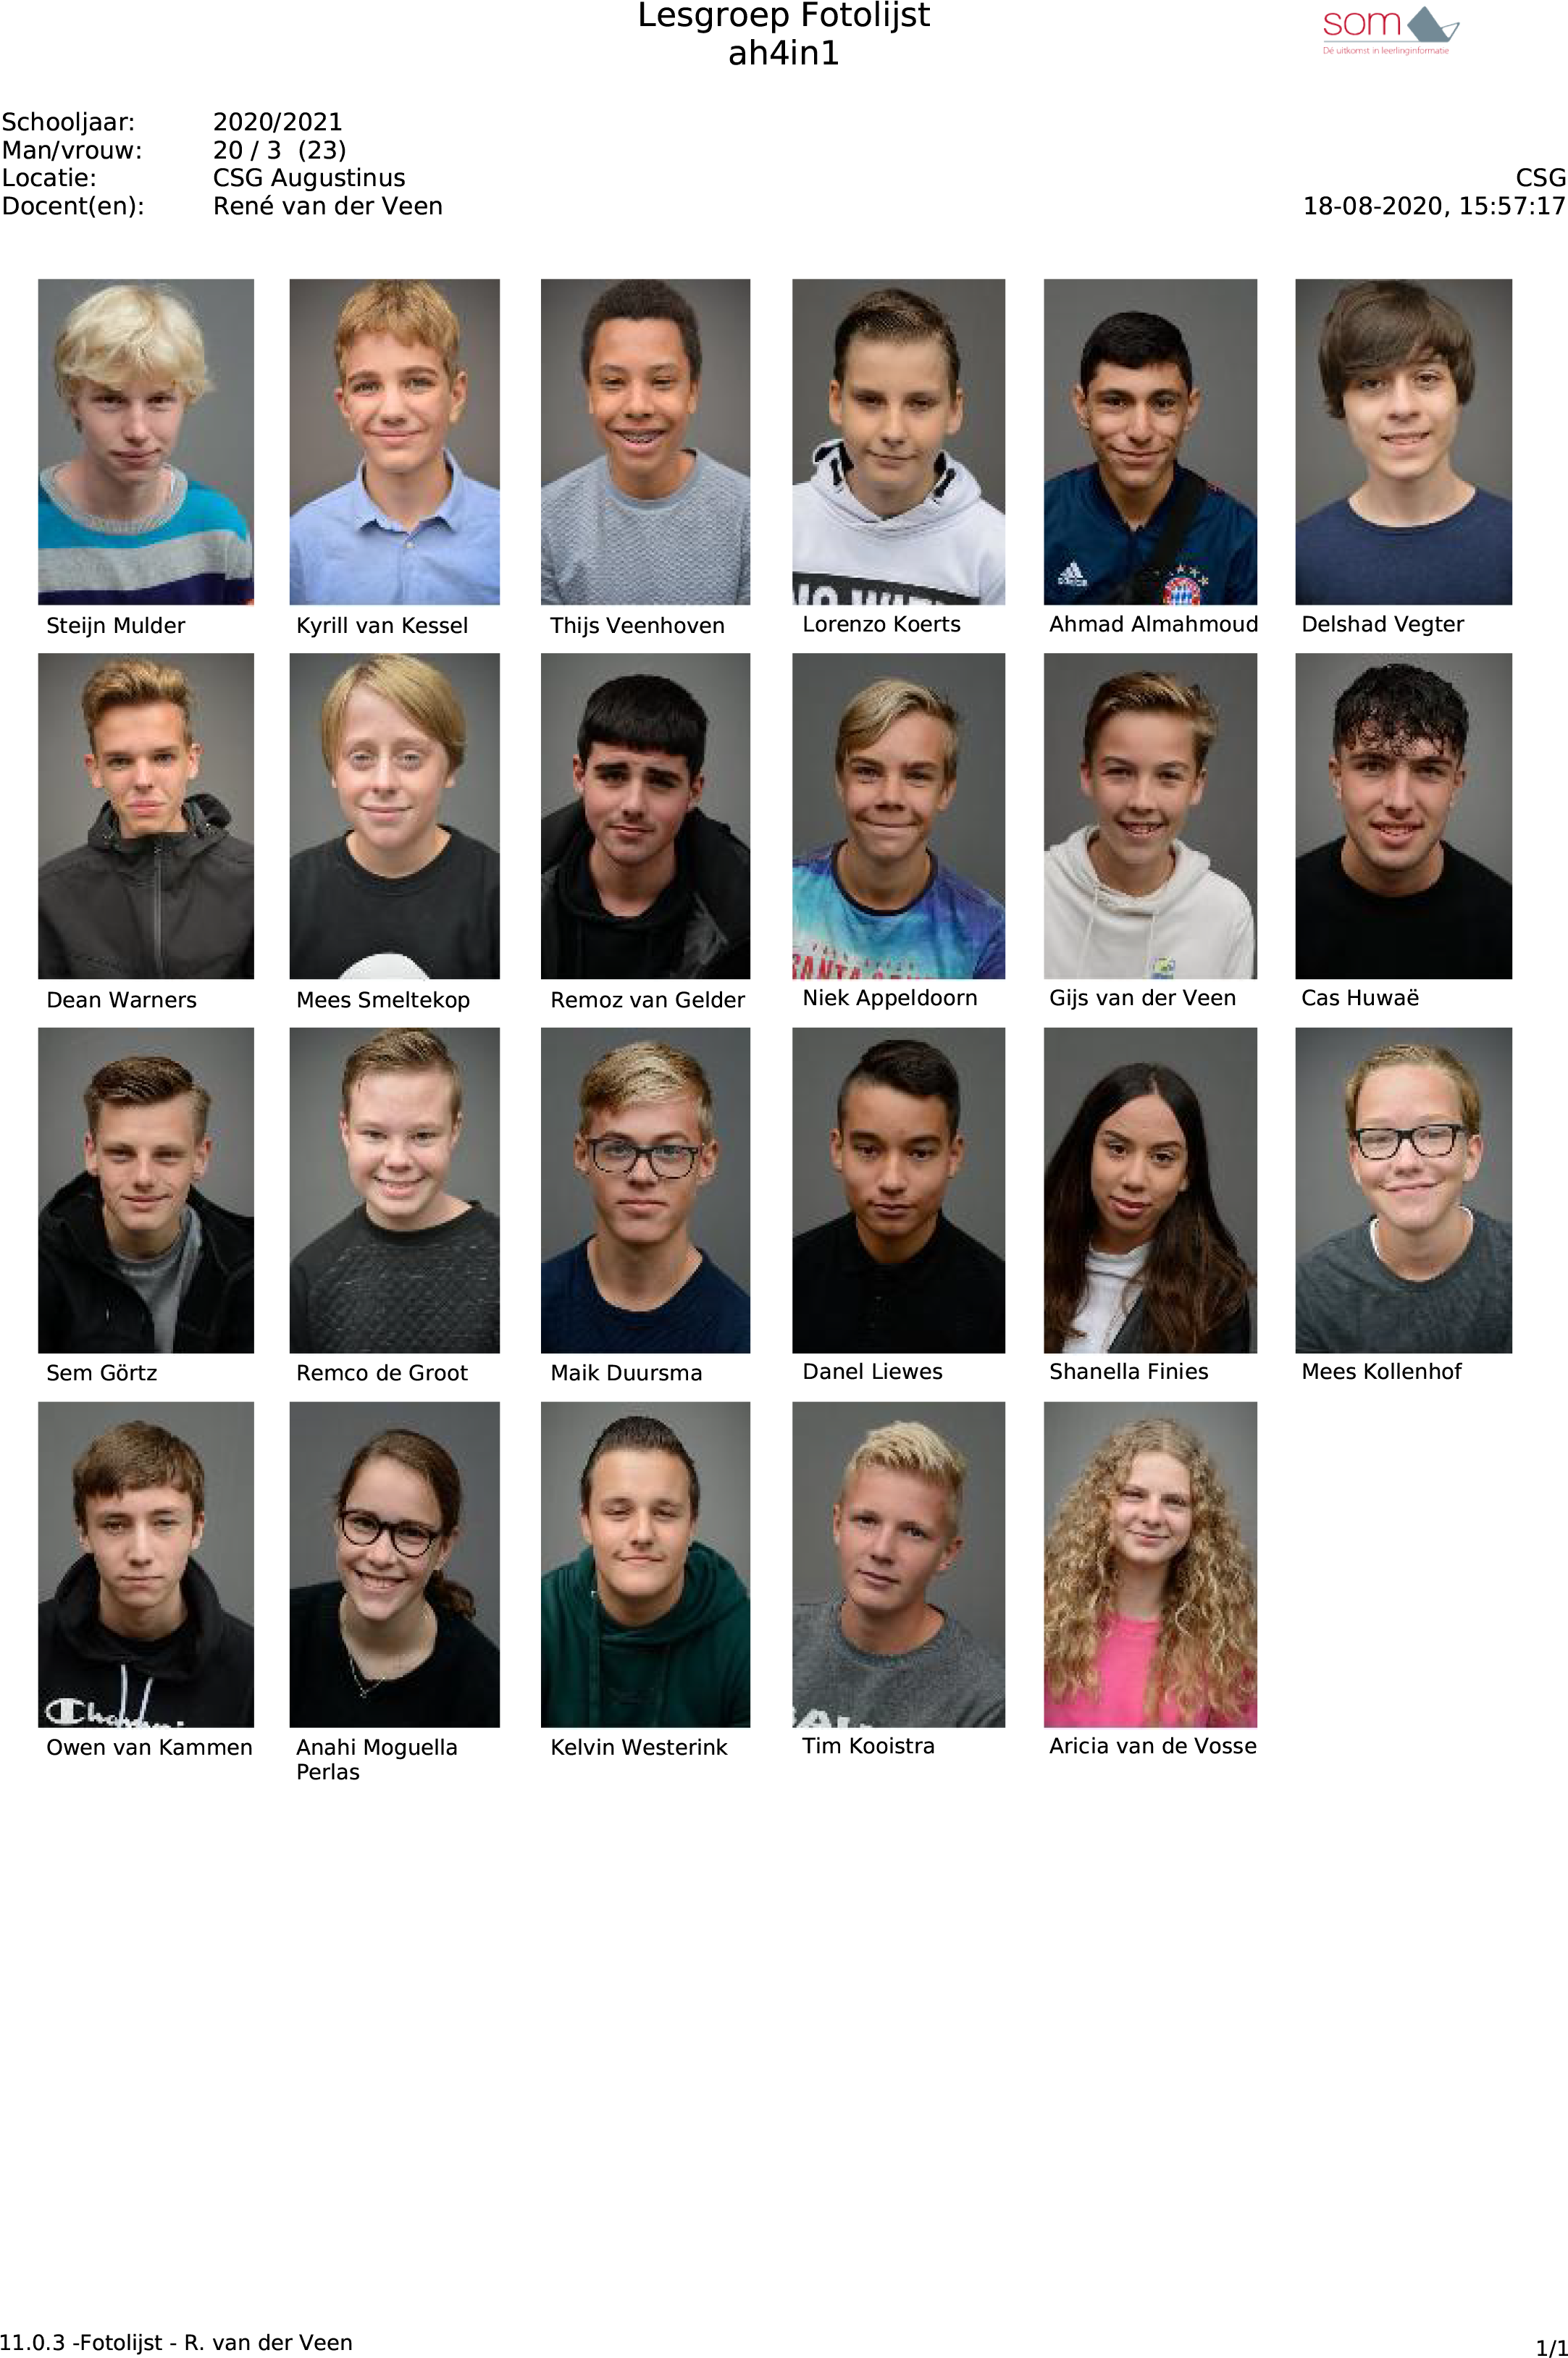 Lesgroep Fotolijst
ah4in1
som
Dé uitkomst in leerlinginformatie
Schooljaar: 2020/2021
Man/vrouw: 20 / 3 (23)
Locatie: CSG Augustinus CSG
Docent(en): René van der Veen 18-08-2020, 15:57:17
adidas
Steijn Mulder Kyrill van Kessel Thijs Veenhoven Lorenzo Koerts Ahmad Almahmoud Delshad Vegter
Dean Warners Mees Smeltekop Remoz van Gelder Niek Appeldoorn Gijs van der Veen Cas Huwaë
Sem Görtz Remco de Groot Maik Duursma Danel Liewes Shanella Finies Mees Kollenhof
Owen van Kammen Anahi Moguella Kelvin Westerink Tim Kooistra Aricia van de Vosse
Perlas
11.0.3 -Fotolijst - R. van der Veen 1/1